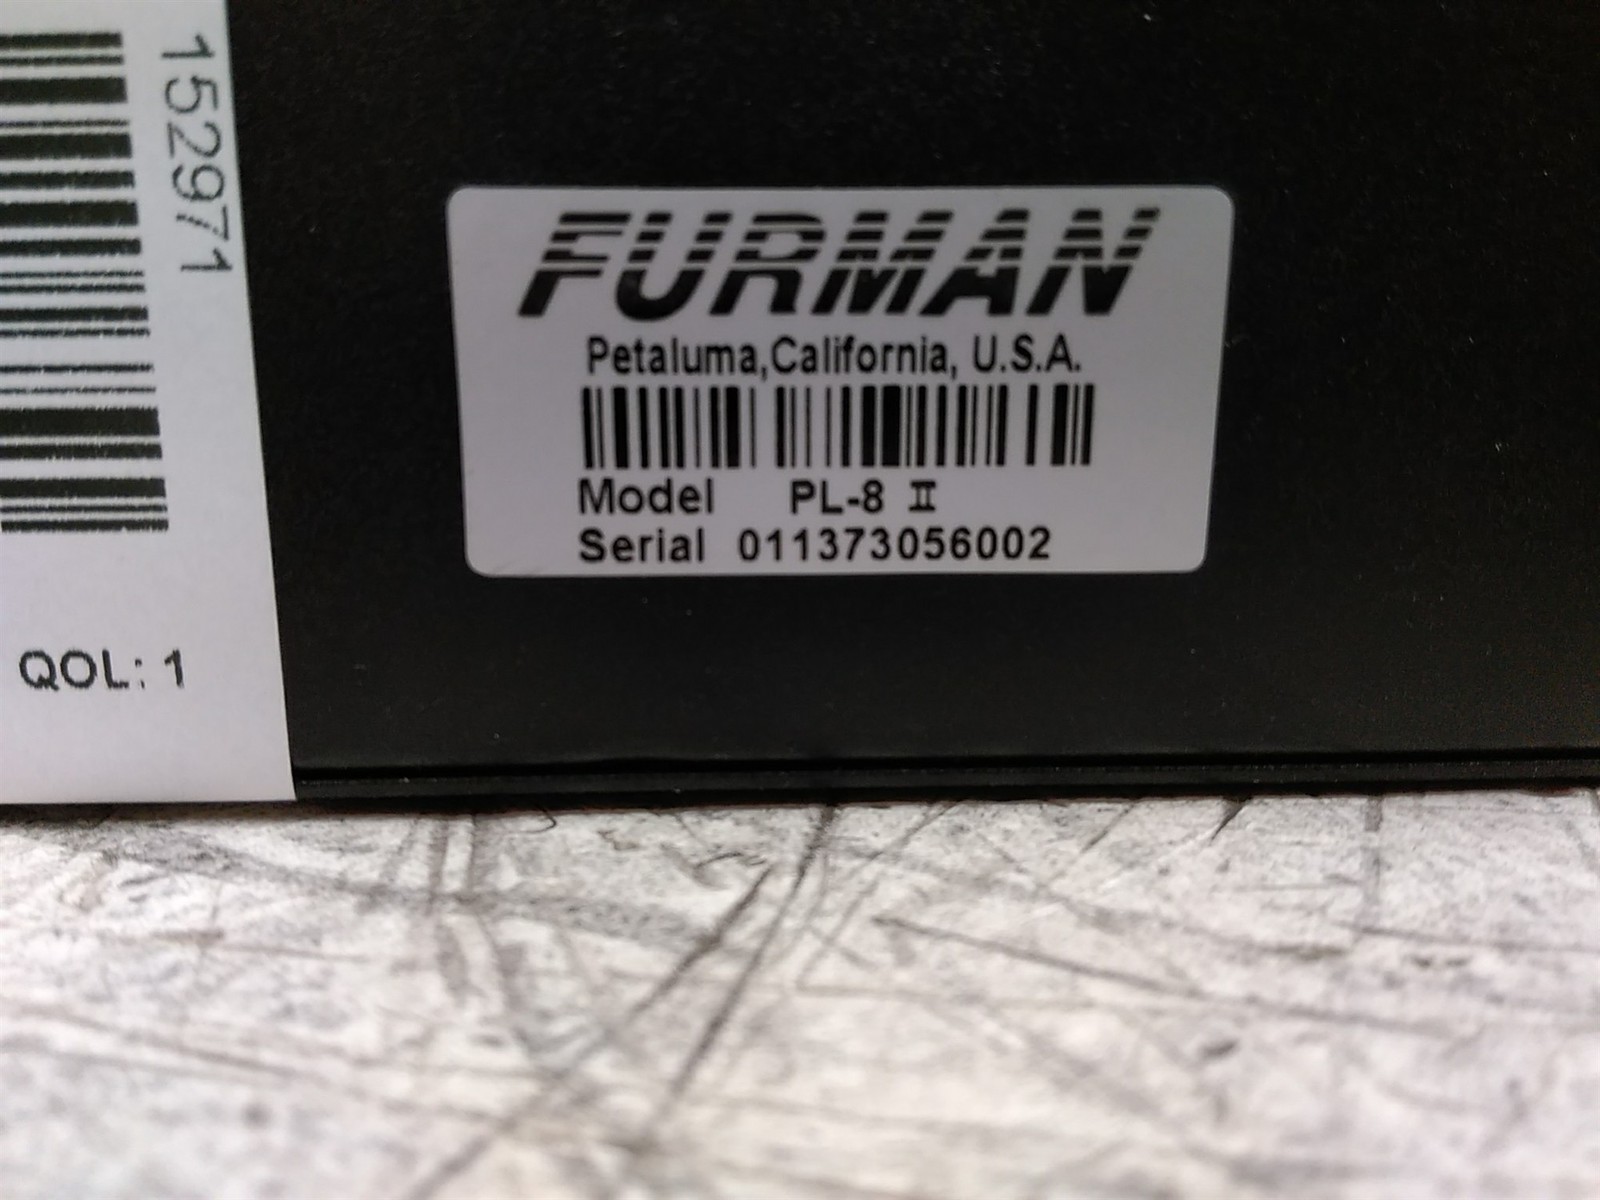 152971
QOL: 1
FURMAN
Petaluma,California, U.S.A.
Model PL-8 II
Serial 011373056002